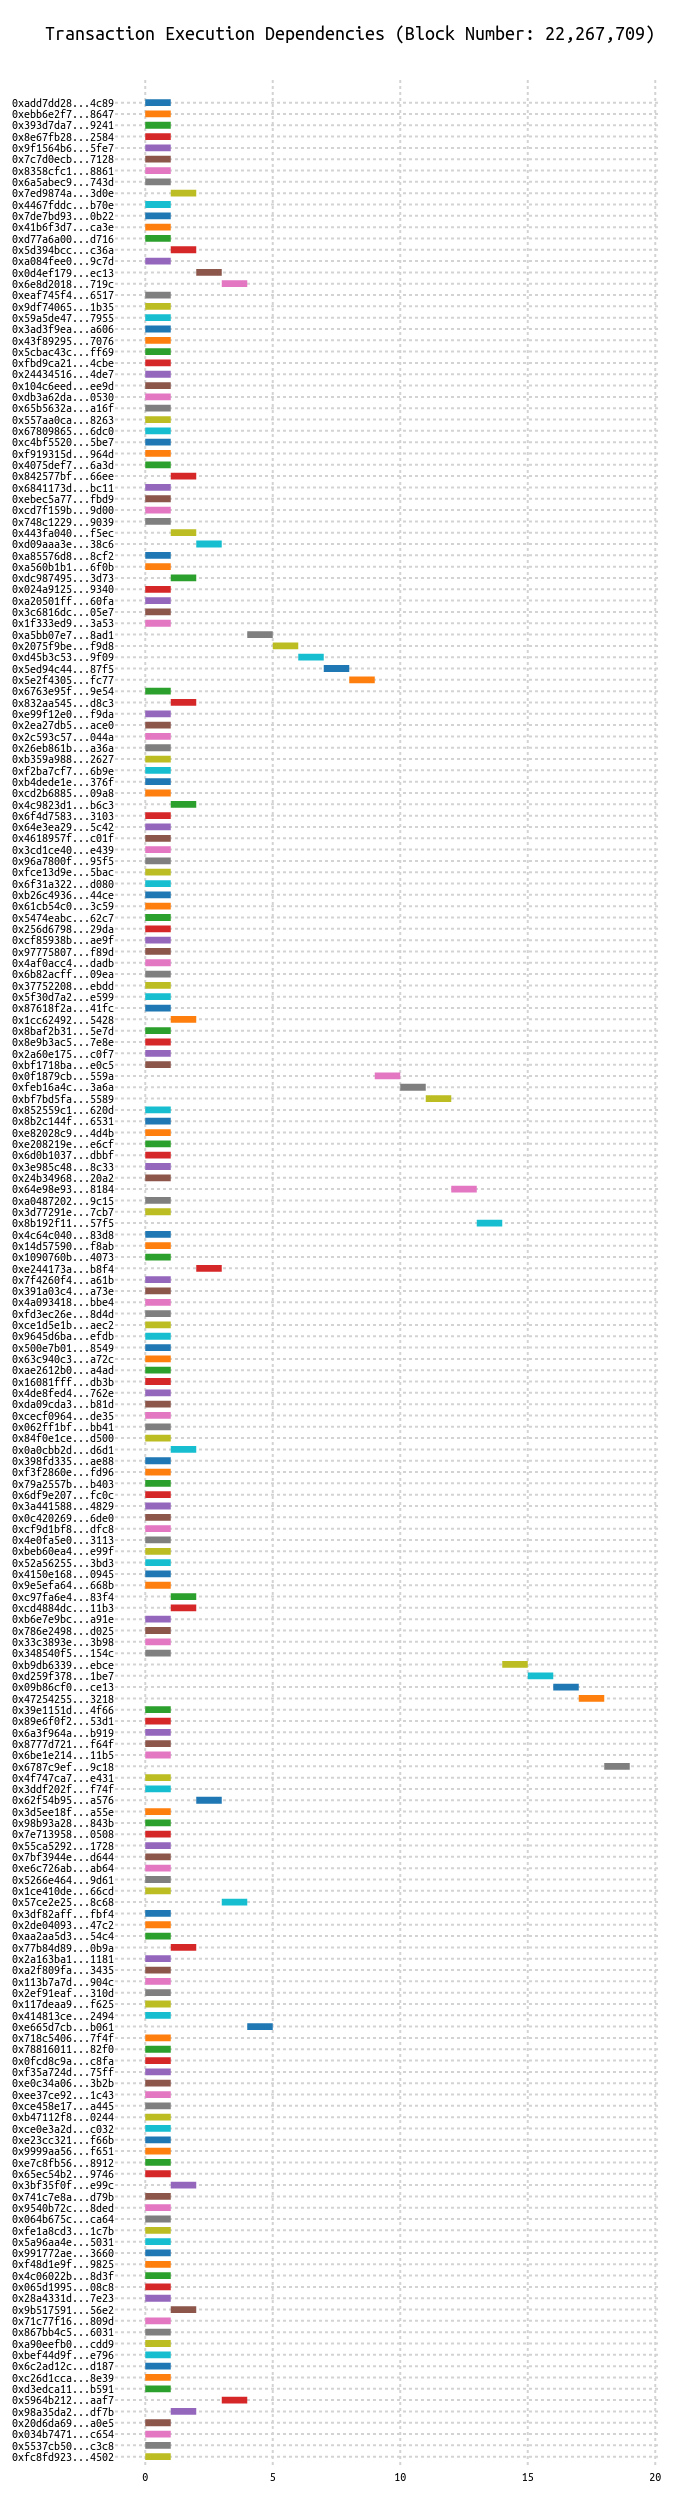 Transaction Execution Dependencies (Block Number: 22,267,709)
0xadd7dd28...4c89
0xebb6e2f7...8647
0x393d7da7...9241
0x8e67fb28...2584
0x9f1564b6...5fe7
0x7c7d0ecb...7128
0x8358cfc1...8861
0x6a5abec9...743d
0x7ed9874a...3d0e
0x4467fddc...b70e
0x7de7bd93...0b22
0x41b6f3d7...ca3e
0xd77a6a00...d716
0x5d394bcc...c36a
0xa084fee0...9c7d
0x0d4ef179...ec13
0x6e8d2018...719c
0xeaf745f4...6517
0x9df74065...1b35
0x59a5de47...7955
0x3ad3f9ea...a606
0x43f89295...7076
0x5cbac43c...ff69
0xfbd9ca21...4cbe
0x24434516...4de7
0x104c6eed...ee9d
0xdb3a62da...0530
0x65b5632a...a16f
0x557aa0ca...8263
0x67809865...6dc0
0xc4bf5520...5be7
0xf919315d...964d
0x4075def7...6a3d
0x842577bf...66ee
0x6841173d...bc11
0xebec5a77...fbd9
0xcd7f159b...9d00
0x748c1229...9039
0x443fa040...f5ec
0xd09aaa3e...38c6
0xa85576d8...8cf2
0xa560b1b1...6f0b
0xdc987495...3d73
0x024a9125...9340
0xa20501ff...60fa
0x3c6816dc...05e7
0x1f333ed9...3a53
0xa5bb07e7...8ad1
0x2075f9be...f9d8
0xd45b3c53...9f09
0x5ed94c44...87f5
0x5e2f4305...fc77
0x6763e95f...9e54
0x832aa545...d8c3
0xe99f12e0...f9da
0x2ea27db5...ace0
0x2c593c57...044a
0x26eb861b...a36a
0xb359a988...2627
0xf2ba7cf7...6b9e
0xb4dede1e...376f
0xcd2b6885...09a8
0x4c9823d1...b6c3
0x6f4d7583...3103
0x64e3ea29...5c42
0x4618957f...c01f
0x3cd1ce40...e439
0x96a7800f...95f5
0xfce13d9e...5bac
0x6f31a322...d080
0xb26c4936...44ce
0x61cb54c0...3c59
0x5474eabc...62c7
0x256d6798...29da
0xcf85938b...ae9f
0x97775807...f89d
0x4af0acc4...dadb
0x6b82acff...09ea
0x37752208...ebdd
0x5f30d7a2...e599
0x87618f2a...41fc
0x1cc62492...5428
0x8baf2b31...5e7d
0x8e9b3ac5...7e8e
0x2a60e175...c0f7
0xbf1718ba...e0c5
0x0f1879cb...559a
0xfeb16a4c...3a6a
0xbf7bd5fa...5589
0x852559c1...620d
0x8b2c144f...6531
0xe82028c9...4d4b
0xe208219e...e6cf
0x6d0b1037...dbbf
0x3e985c48...8c33
0x24b34968...20a2
0x64e98e93...8184
0xa0487202...9c15
0x3d77291e...7cb7
0x8b192f11...57f5
0x4c64c040...83d8
0x14d57590...f8ab
0x1090760b...4073
0xe244173a...b8f4
0x7f4260f4...a61b
0x391a03c4...a73e
0x4a093418...bbe4
0xfd3ec26e...8d4d
0xce1d5e1b...aec2
0x9645d6ba...efdb
0x500e7b01...8549
0x63c940c3...a72c
0xae2612b0...a4ad
0x16081fff...db3b
0x4de8fed4...762e
0xda09cda3...b81d
0xcecf0964...de35
0x062ff1bf...bb41
0x84f0e1ce...d500
0x0a0cbb2d...d6d1
0x398fd335...ae88
0xf3f2860e...fd96
0x79a2557b...b403
0x6df9e207...fc0c
0x3a441588...4829
0x0c420269...6de0
0xcf9d1bf8...dfc8
0x4e0fa5e0...3113
0xbeb60ea4...e99f
0x52a56255...3bd3
0x4150e168...0945
0x9e5efa64...668b
0xc97fa6e4...83f4
0xcd4884dc...11b3
0xb6e7e9bc...a91e
0x786e2498...d025
0x33c3893e...3b98
0x348540f5...154c
0xb9db6339...ebce
0xd259f378...1be7
0x09b86cf0...ce13
0x47254255...3218
0x39e1151d...4f66
0x89e6f0f2...53d1
0x6a3f964a...b919
0x8777d721...f64f
0x6be1e214...11b5
0x6787c9ef...9c18
0x4f747ca7...e431
0x3ddf202f...f74f
0x62f54b95...a576
0x3d5ee18f...a55e
0x98b93a28...843b
0x7e713958...0508
0x55ca5292...1728
0x7bf3944e...d644
0xe6c726ab...ab64
0x5266e464...9d61
0x1ce410de...66cd
0x57ce2e25...8c68
0x3df82aff...fbf4
0x2de04093...47c2
0xaa2aa5d3...54c4
0x77b84d89...0b9a
0x2a163ba1...1181
0xa2f809fa...3435
0x113b7a7d...904c
0x2ef91eaf...310d
0x117deaa9...f625
0x414813ce...2494
0xe665d7cb...b061
0x718c5406...7f4f
0x78816011...82f0
0x0fcd8c9a...c8fa
0xf35a724d...75ff
0xe0c34a06...3b2b
0xee37ce92...1c43
0xce458e17...a445
0xb47112f8...0244
0xce0e3a2d...c032
0xe23cc321...f66b
0x9999aa56...f651
0xe7c8fb56...8912
0x65ec54b2...9746
0x3bf35f0f...e99c
0x741c7e8a...d79b
0x9540b72c...8ded
0x064b675c...ca64
0xfe1a8cd3...1c7b
0x5a96aa4e...5031
0x991772ae...3660
0xf48d1e9f...9825
0x4c06022b...8d3f
0x065d1995...08c8
0x28a4331d...7e23
0x9b517591...56e2
0x71c77f16...809d
0x867bb4c5...6031
0xa90eefb0...cdd9
0xbef44d9f...e796
0x6c2ad12c...d187
0xc26d1cca...8e39
0xd3edca11...b591
0x5964b212...aaf7
0x98a35da2...df7b
0x20d6da69...a0e5
0x034b7471...c654
0x5537cb50...c3c8
0xfc8fd923...4502
0 5 10 15 20